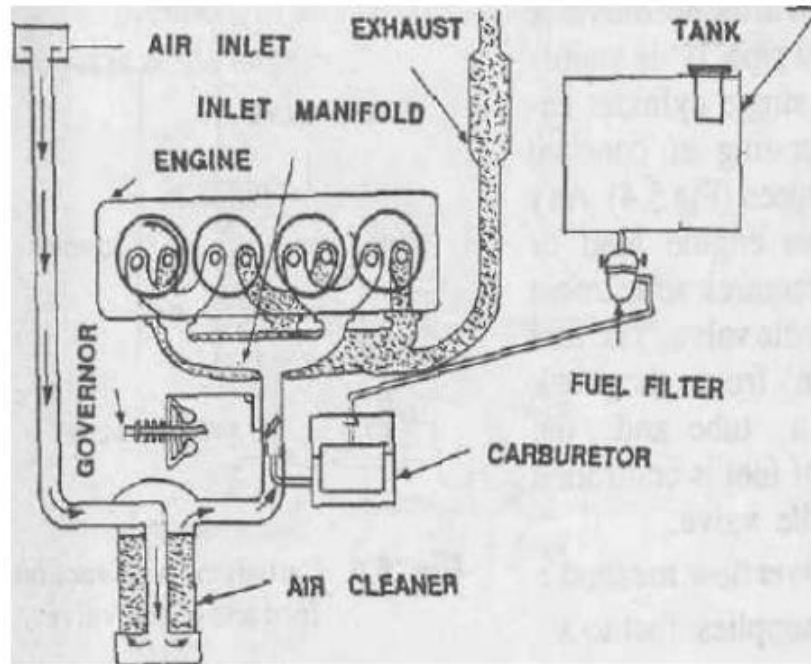 AIR INLET
EXHAUST
TANK
INLET MANIFOLD
ENGINE
GOVERNOR
FUEL FILTER
CARBURETOR
AIR CLEANER